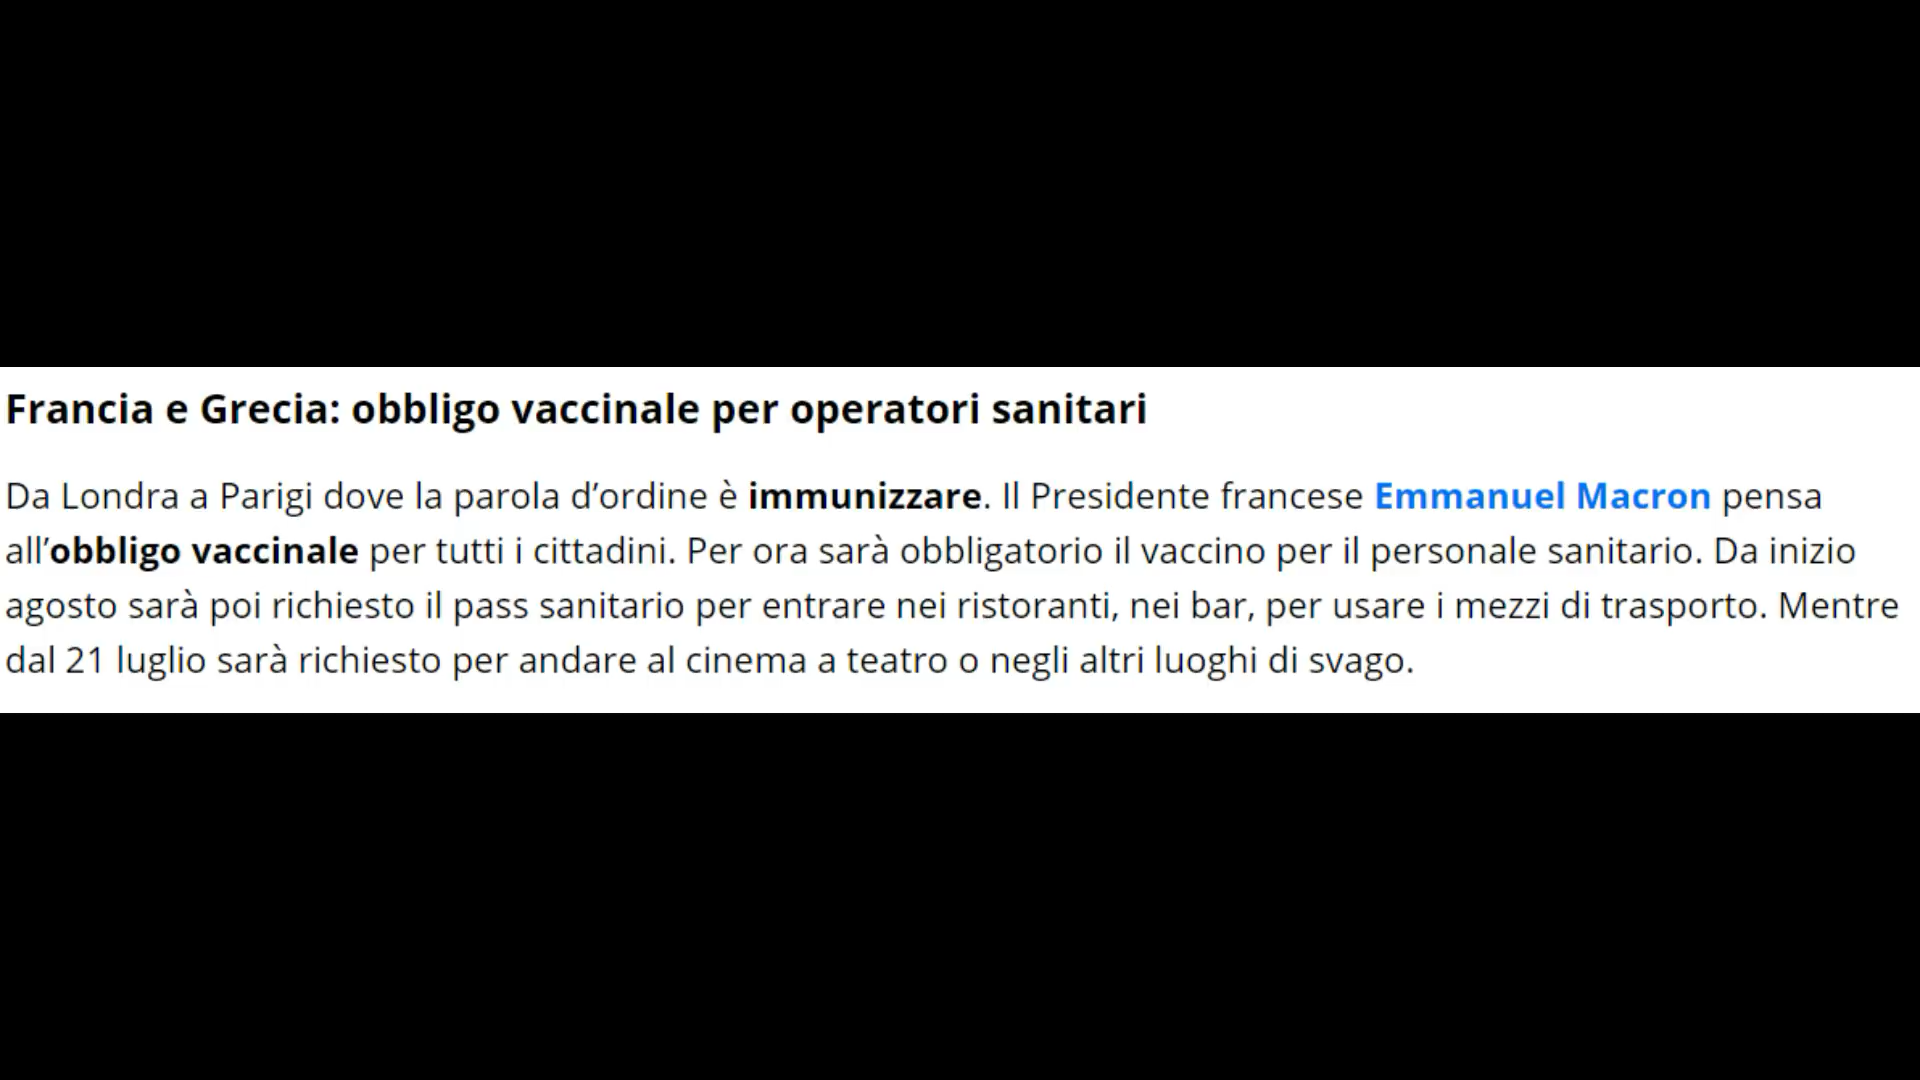 Francia e Grecia: obbligo vaccinale per operatori sanitari
Da Londra a Parigi dove la parola d’ordine è immunizzare. Il Presidente francese Emmanuel Macron pensa
all’obbligo vaccinale per tutti i cittadini. Per ora sarà obbligatorio il vaccino per il personale sanitario. Da inizio
agosto sarà poi richiesto il pass sanitario per entrare nei ristoranti, nei bar, per usare i mezzi di trasporto. Mentre
dal 21 luglio sarà richiesto per andare al cinema a teatro o negli altri luoghi di svago.